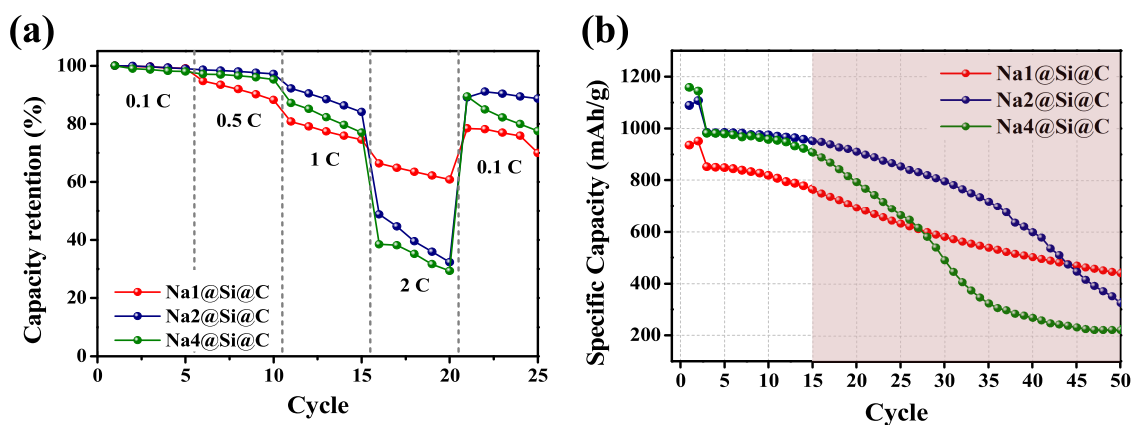 (a)
Capacity retention (%)
100
80
60
40
20
0
0.1 C
0.5 C
1 C
2 C
0.1 C
Na1@Si@C
Na2@Si@C
Na4@Si@C
0 5 10 15 20 25
Cycle
(b)
Specific Capacity (mAh/g)
1200
1000
800
600
400
200
Na1@Si@C
Na2@Si@C
Na4@Si@C
0 5 10 15 20 25 30 35 40 45 50
Cycle